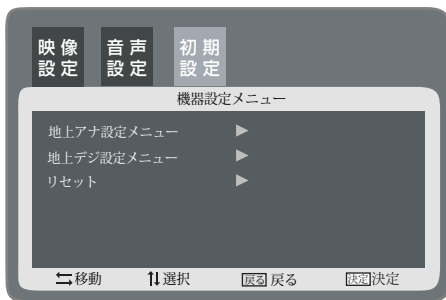 映像 音声 初期
設定 設定 設定
機器設定メニュー
地上アナ設定メニュー ▶
地上デジ設定メニュー ▶
リセット ▶
⇆移動 ⇅選択 戻る 戻る 決定 決定